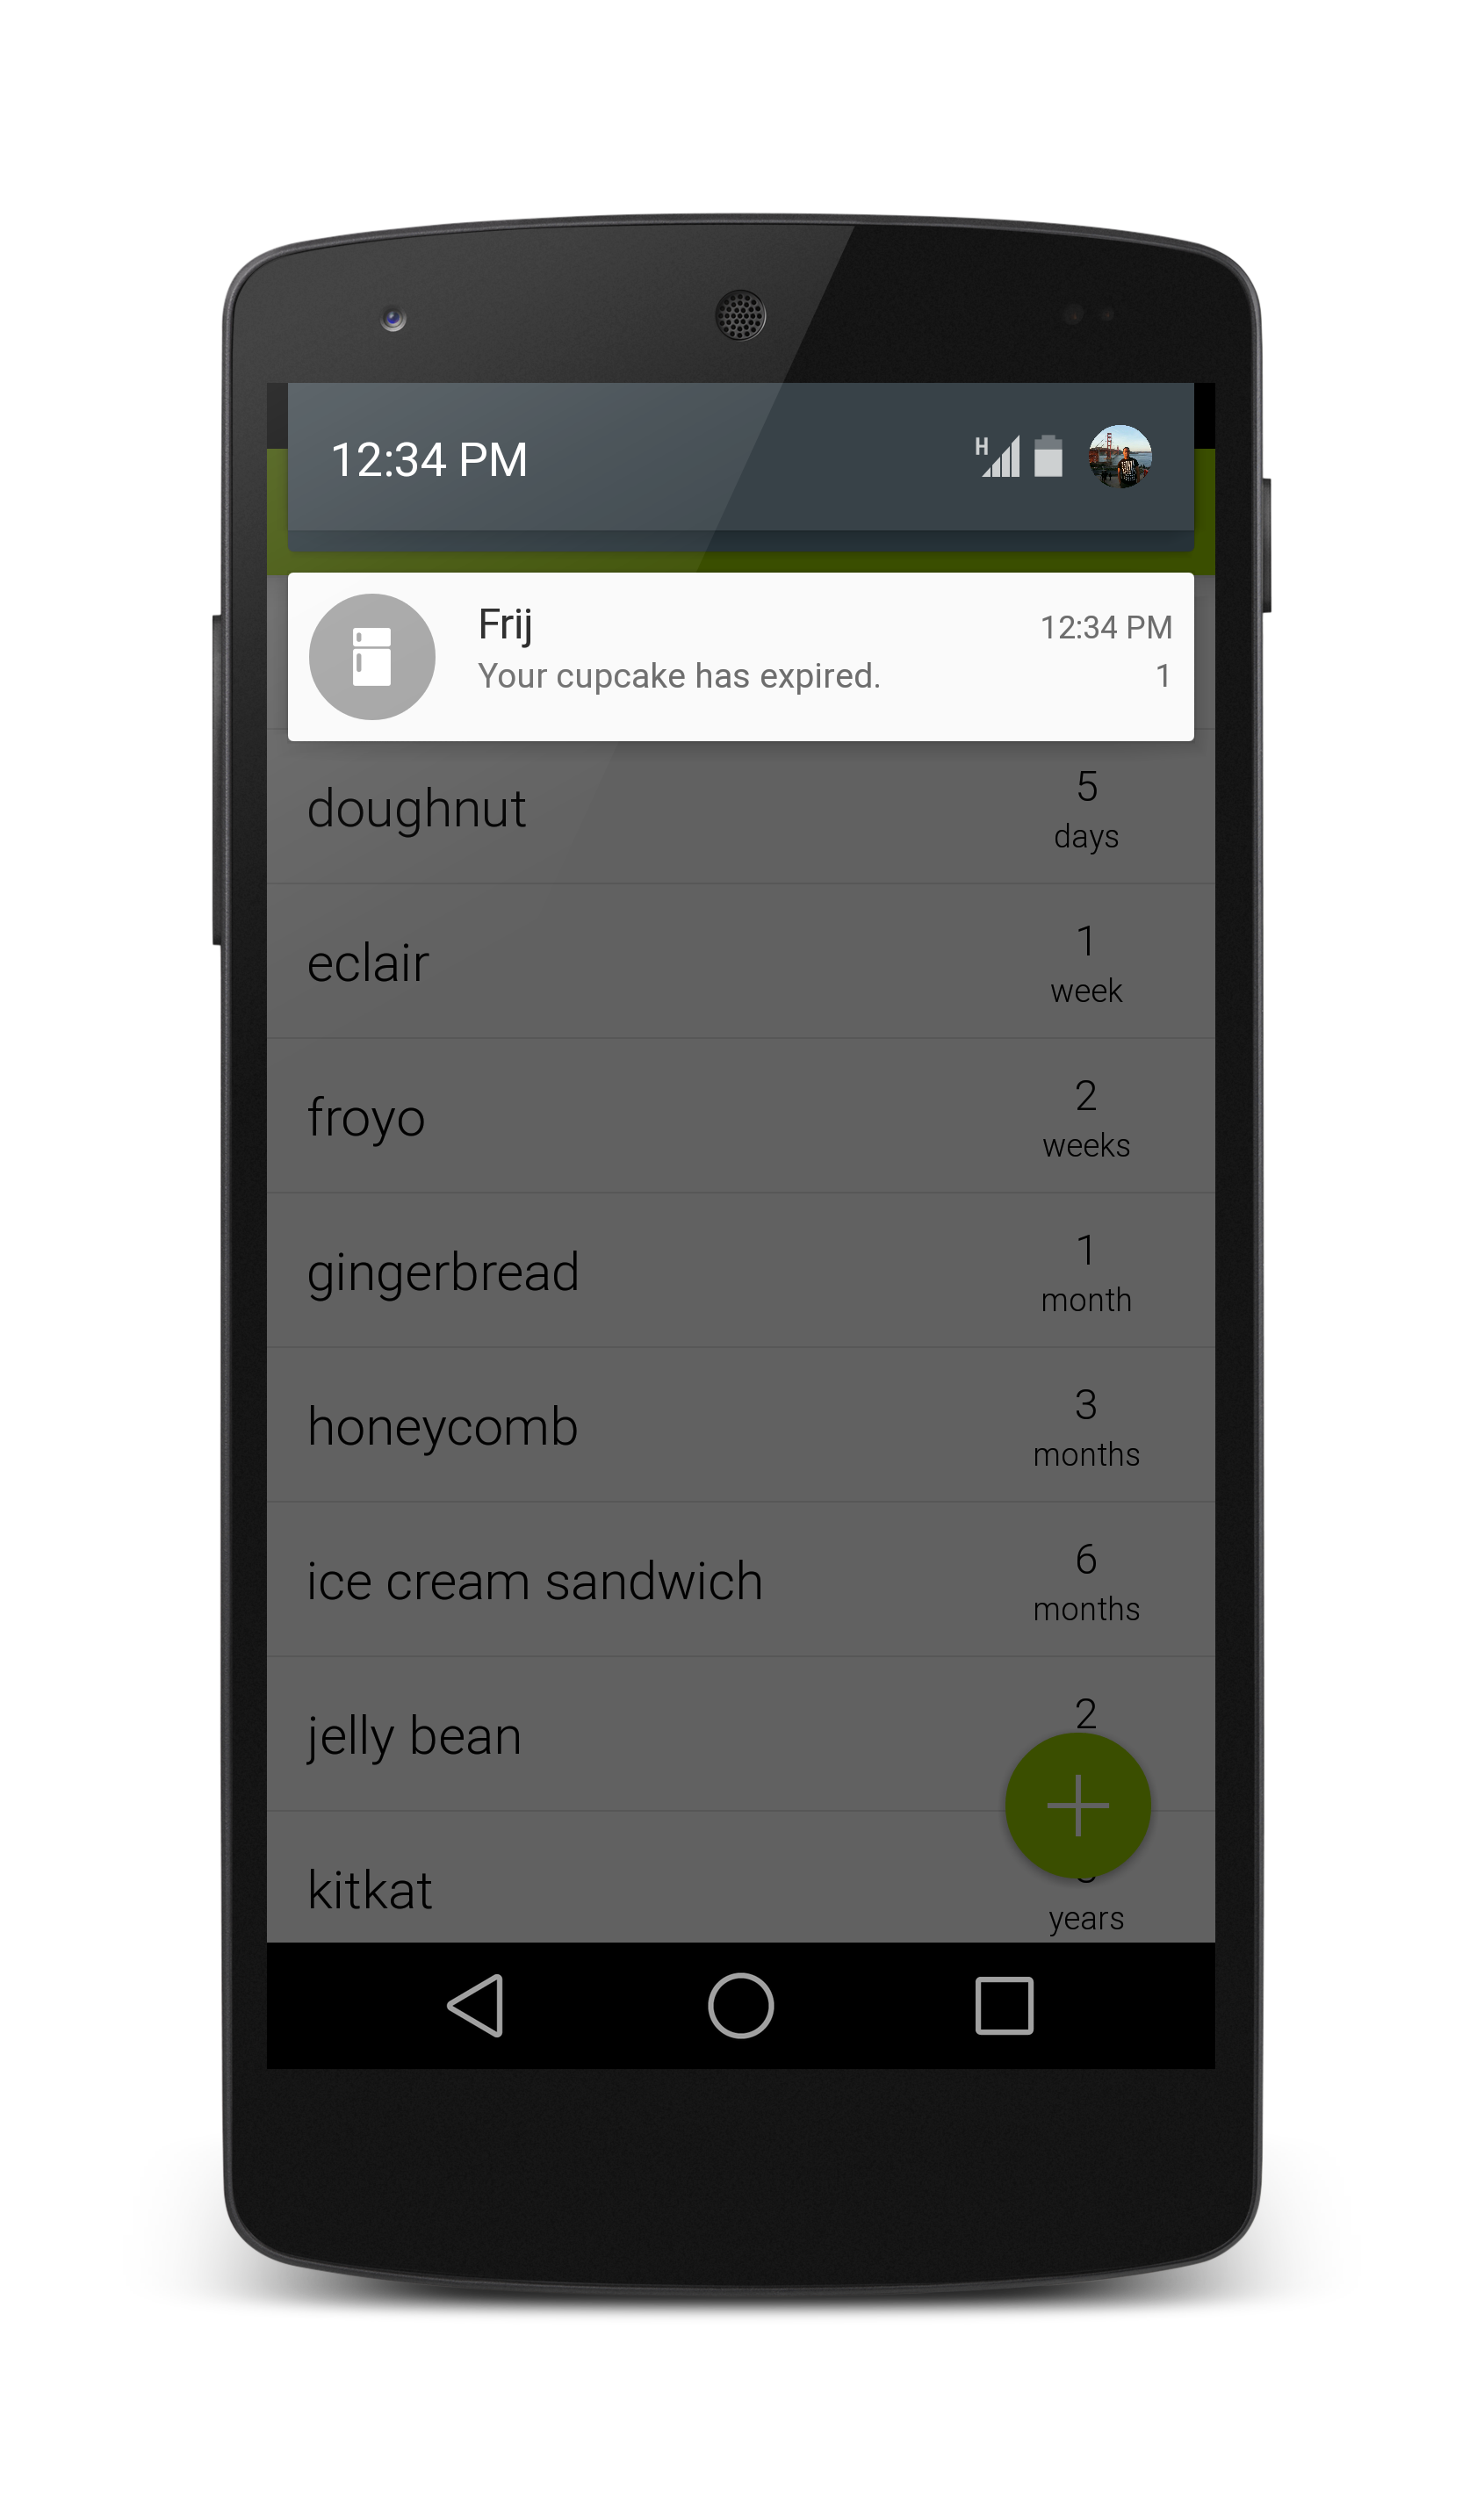 12:34 PM
H
Frij
12:34 PM
Your cupcake has expired.
1
doughnut
5
days
eclair
1
week
froyo
2
weeks
gingerbread
1
month
honeycomb
3
months
ice cream sandwich
6
months
jelly bean
2
kitkat
years